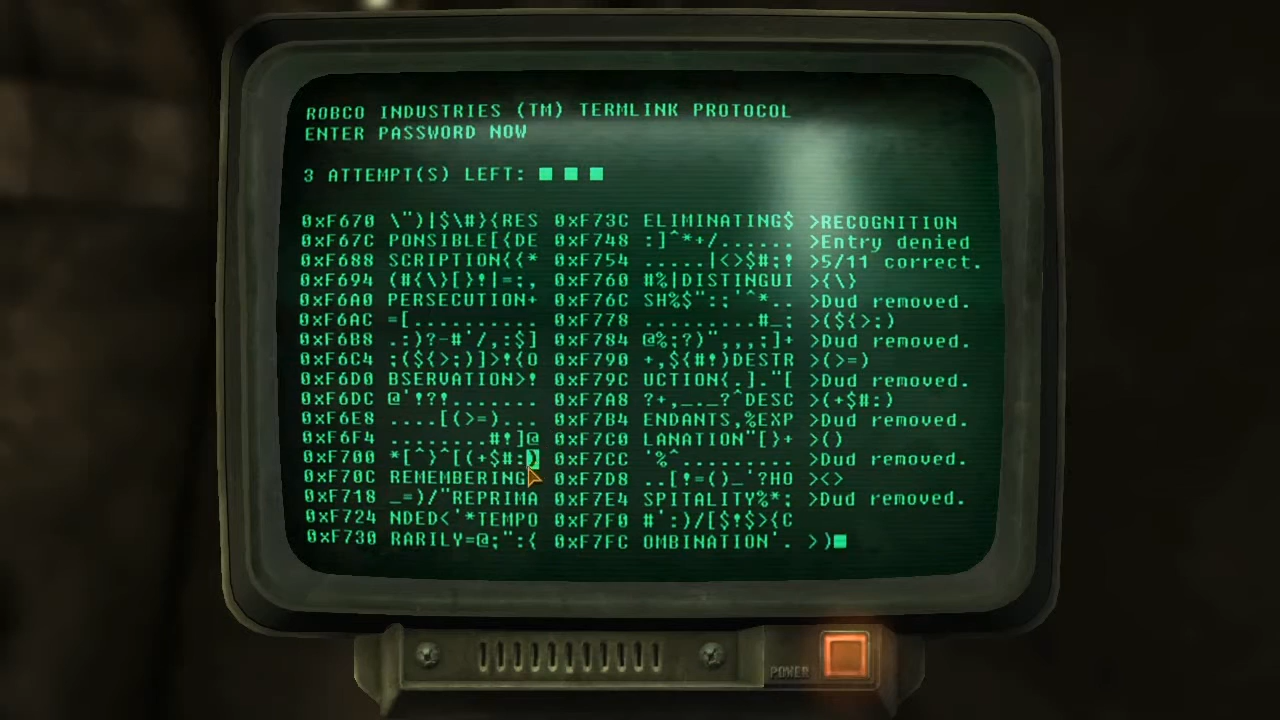 ROBCO INDUSTRIES (TM) TERMLINK PROTOCOL
ENTER PASSWORD NOW
3 ATTEMPT(S) LEFT: ■ ■ ■
0xF670 \")|$\#}{RES 0xF73C ELIMINATING$ >RECOGNITION
0xF67C PONSIBLE[{DE 0xF748 :]^*+/...... >Entry denied
0xF688 SCRIPTION{{* 0xF754 .....|<>$#;! >5/11 correct.
0xF694 (#{\}[}!|=:, 0xF760 #%|DISTINGUI >{\}
0xF6A0 PERSECUTION+ 0xF76C SH%$"::'^*.. >Dud removed.
0xF6AC =[.......... 0xF778 .........#_; >(${>;)
0xF6B8 .:)?-#'/,:$] 0xF784 @%;?)",,,:]+ >Dud removed.
0xF6C4 ;(${>;)]>!{O 0xF790 +,${#!)DESTR >(>=)
0xF6D0 BSERVATION>! 0xF79C UCTION{.]."[ >Dud removed.
0xF6DC @'!?!....... 0xF7A8 ?+,_._?^DESC >(+$#:)
0xF6E8 ....[(>=)... 0xF7B4 ENDANTS,%EXP >Dud removed.
0xF6F4 ........#!]@ 0xF7C0 LANATION"[}+ >()
0xF700 *[^}^[(+$#:) 0xF7CC '%^......... >Dud removed.
0xF70C REMEMBERING 0xF7D8 ..[!=()_'?HO ><>
0xF718 _=)/"REPRIMA 0xF7E4 SPITALITY%*; >Dud removed.
0xF724 NDED<'*TEMPO 0xF7F0 #':)/[$!$>{C
0xF730 RARILY=@;":{ 0xF7FC OMBINATION'. >)■
POWER